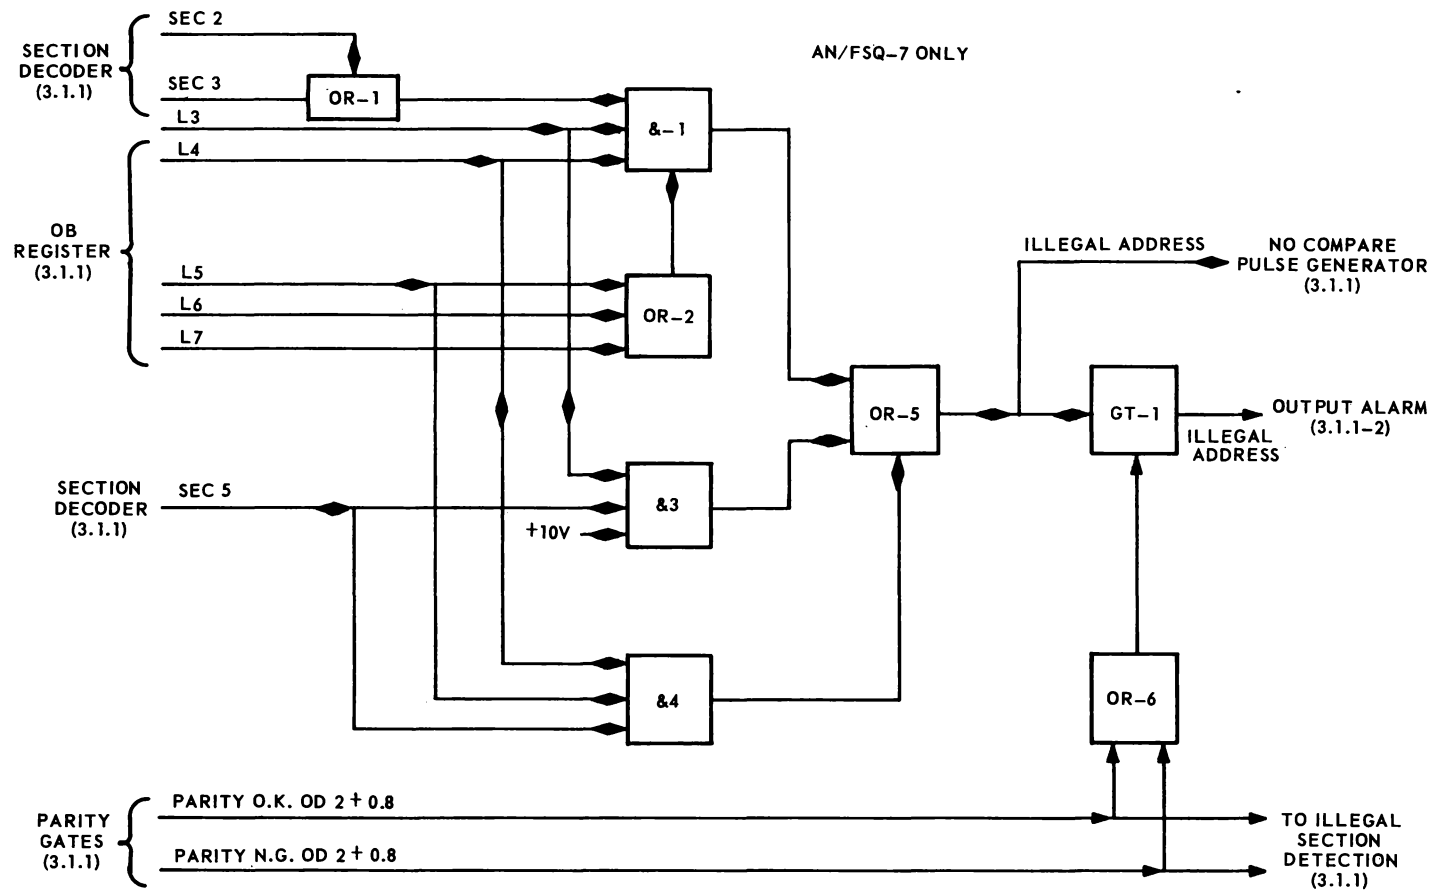 SEC 2
SECTION
DECODER
(3.1.1)
SEC 3
OR-1
AN/FSQ-7 ONLY
L3
&-1
L4
OB
REGISTER
(3.1.1)
L5
L6
L7
OR-2
ILLEGAL ADDRESS
NO COMPARE
PULSE GENERATOR
(3.1.1)
OR-5
GT-1
OUTPUT ALARM
(3.1.1-2)
ILLEGAL
ADDRESS
SECTION
DECODER
(3.1.1)
SEC 5
&3
+10V
&4
OR-6
PARITY
GATES
(3.1.1)
PARITY O.K. OD 2+0.8
PARITY N.G. OD 2+0.8
TO ILLEGAL
SECTION
DETECTION
(3.1.1)